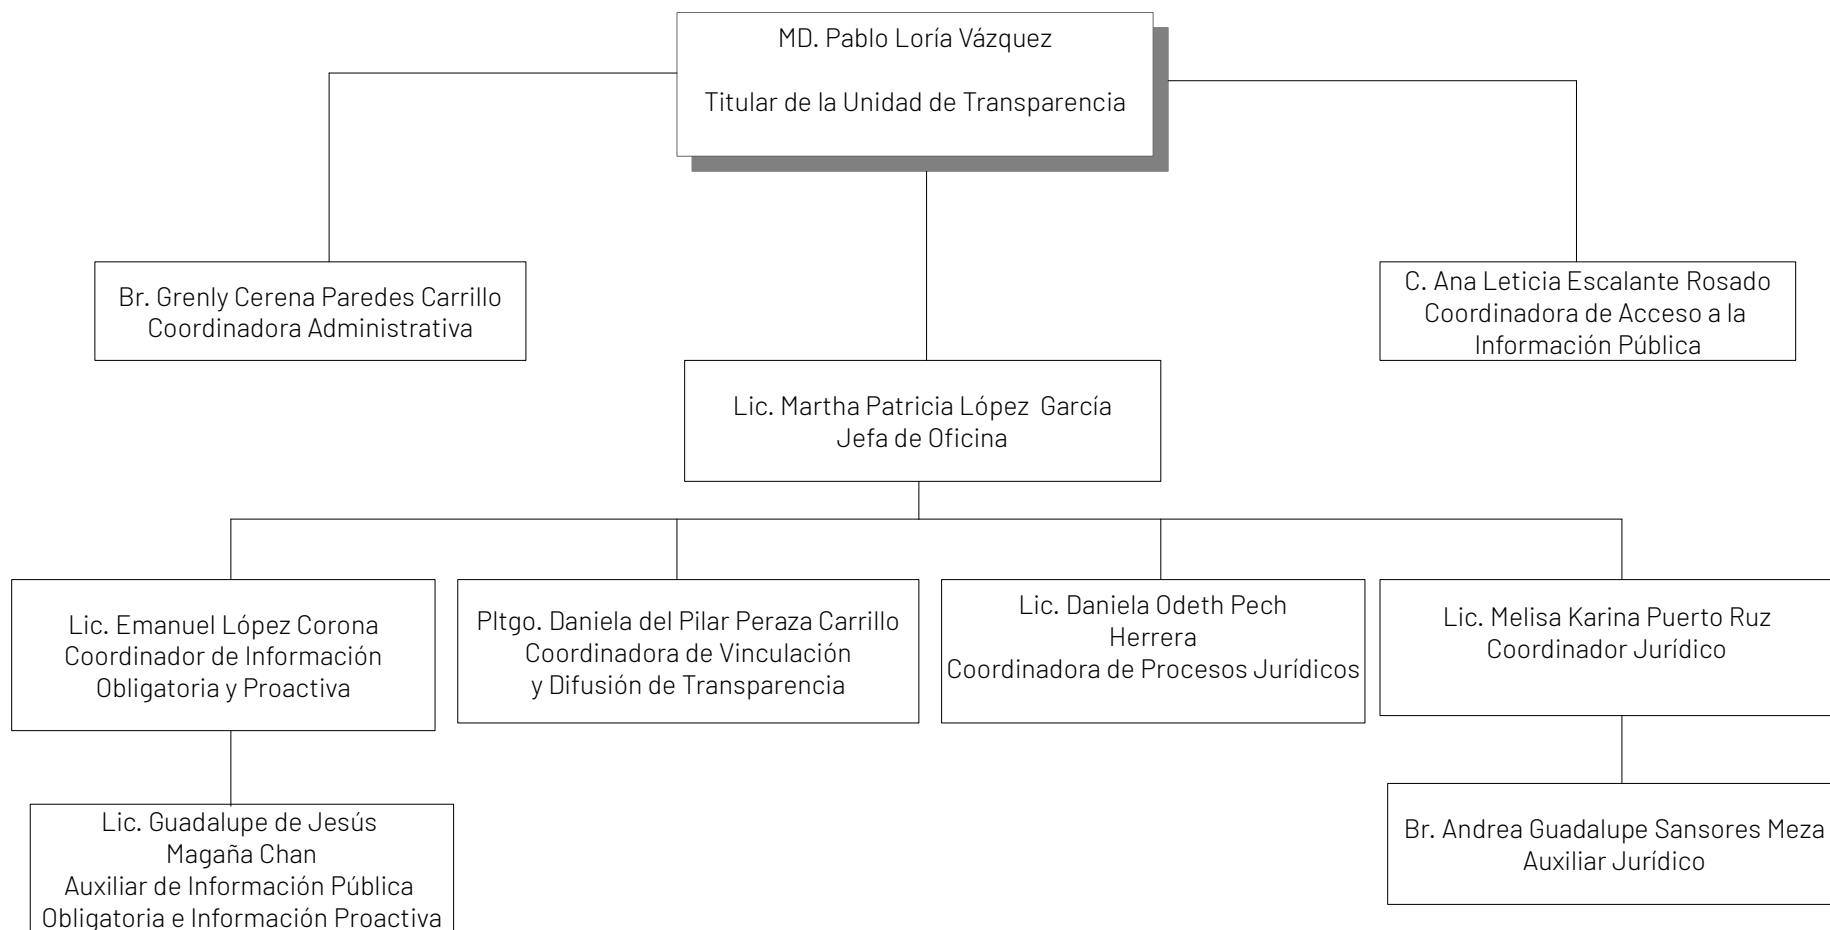 MD. Pablo Loría Vázquez
Titular de la Unidad de Transparencia
Br. Grenly Cerena Paredes Carrillo
Coordinadora Administrativa
C. Ana Leticia Escalante Rosado
Coordinadora de Acceso a la
Información Pública
Lic. Martha Patricia López  García
Jefa de Oficina
Lic. Emanuel López Corona
Coordinador de Información
Obligatoria y Proactiva
Pltgo. Daniela del Pilar Peraza Carrillo
Coordinadora de Vinculación
y Difusión de Transparencia
Lic. Daniela Odeth Pech
Herrera
Coordinadora de Procesos Jurídicos
Lic. Melisa Karina Puerto Ruz
Coordinador Jurídico
Lic. Guadalupe de Jesús
Magaña Chan
Auxiliar de Información Pública
Obligatoria e Información Proactiva
Br. Andrea Guadalupe Sansores Meza
Auxiliar Jurídico